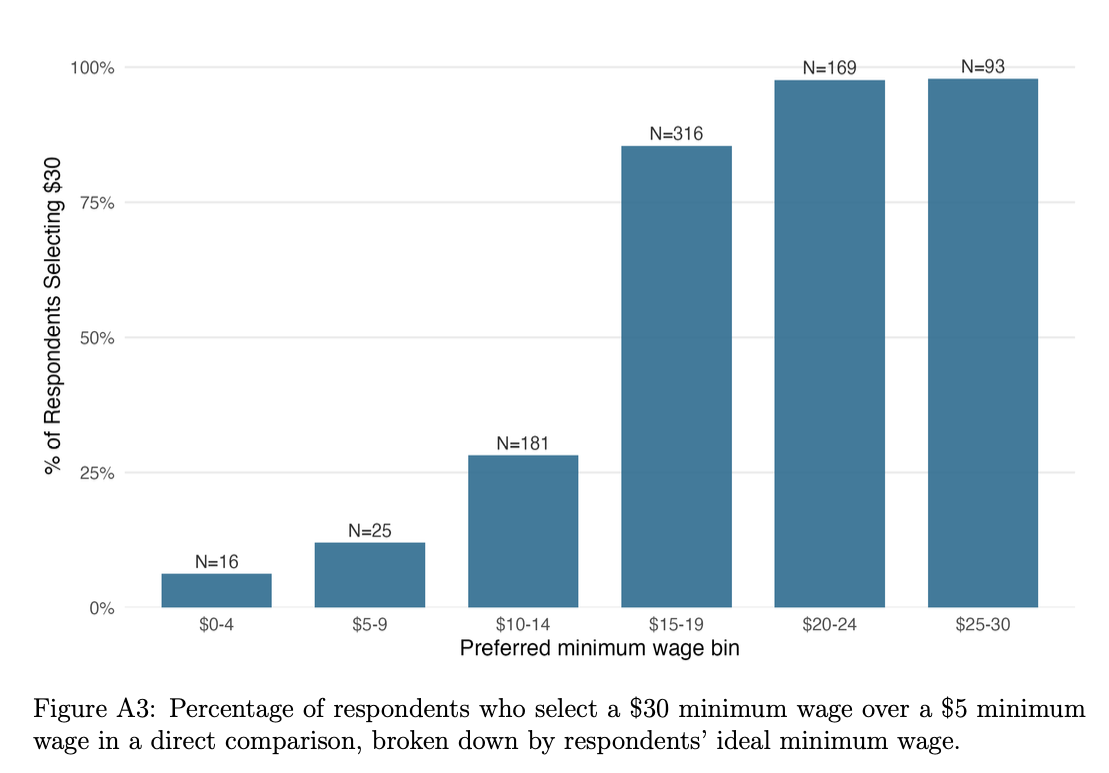 100%
75%
50%
25%
0%
% of Respondents Selecting $30
N=16
N=25
N=181
N=316
N=169
N=93
$0-4
$5-9
$10-14
$15-19
$20-24
$25-30
Preferred minimum wage bin
Figure A3: Percentage of respondents who select a $30 minimum wage over a $5 minimum
wage in a direct comparison, broken down by respondents’ ideal minimum wage.